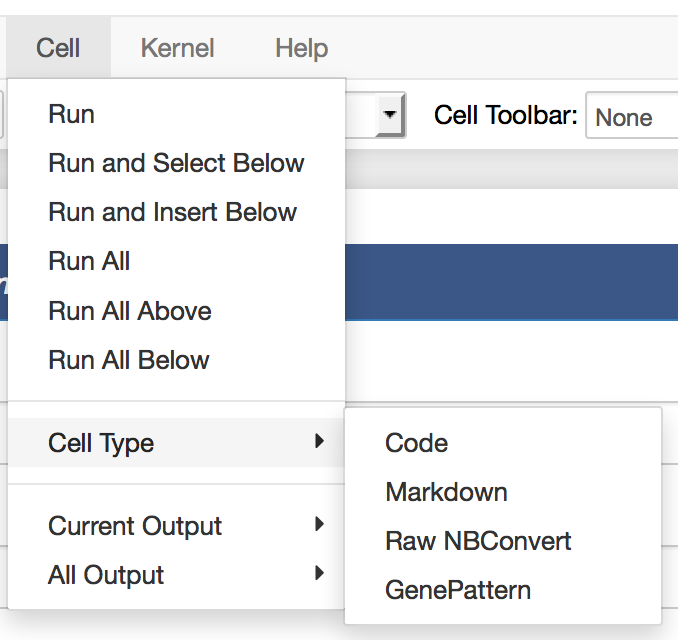 Cell Kernel Help
Cell Toolbar: None
Run
Run and Select Below
Run and Insert Below
Run All
Run All Above
Run All Below
Cell Type
Code
Markdown
Raw NBConvert
GenePattern
Current Output
All Output